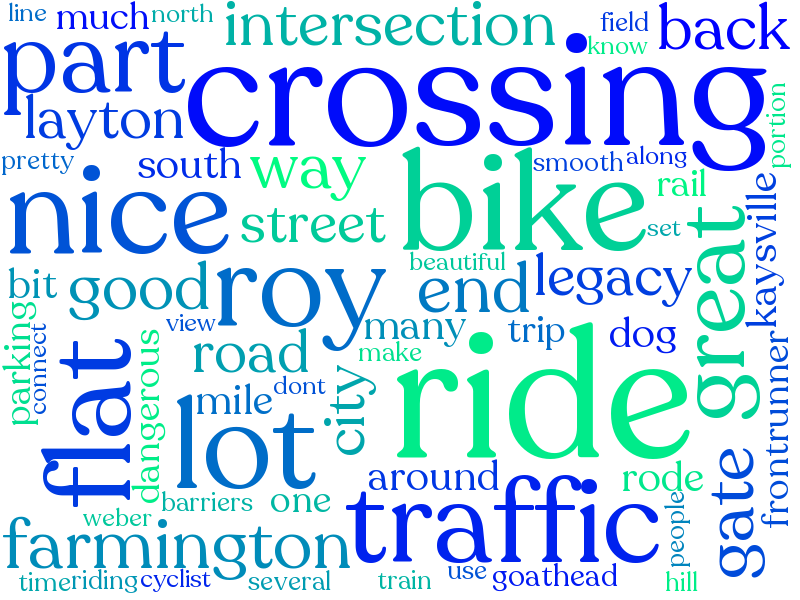 line
much
north
intersection
field
know
back
part
crossing
layton
portion
pretty
south
way
bike
smooth
along
rail
nice
street
set
great
kaysville
beautiful
bit
good
roy
end
legacy
parking
connect
view
many
trip
dog
flat
dangerous
road
make
ride
lot
mile
dont
city
gate
frontrunner
around
rode
barriers
one
traffic
people
weber
farmington
time
riding
cyclist
several
train
use
goathead
hill